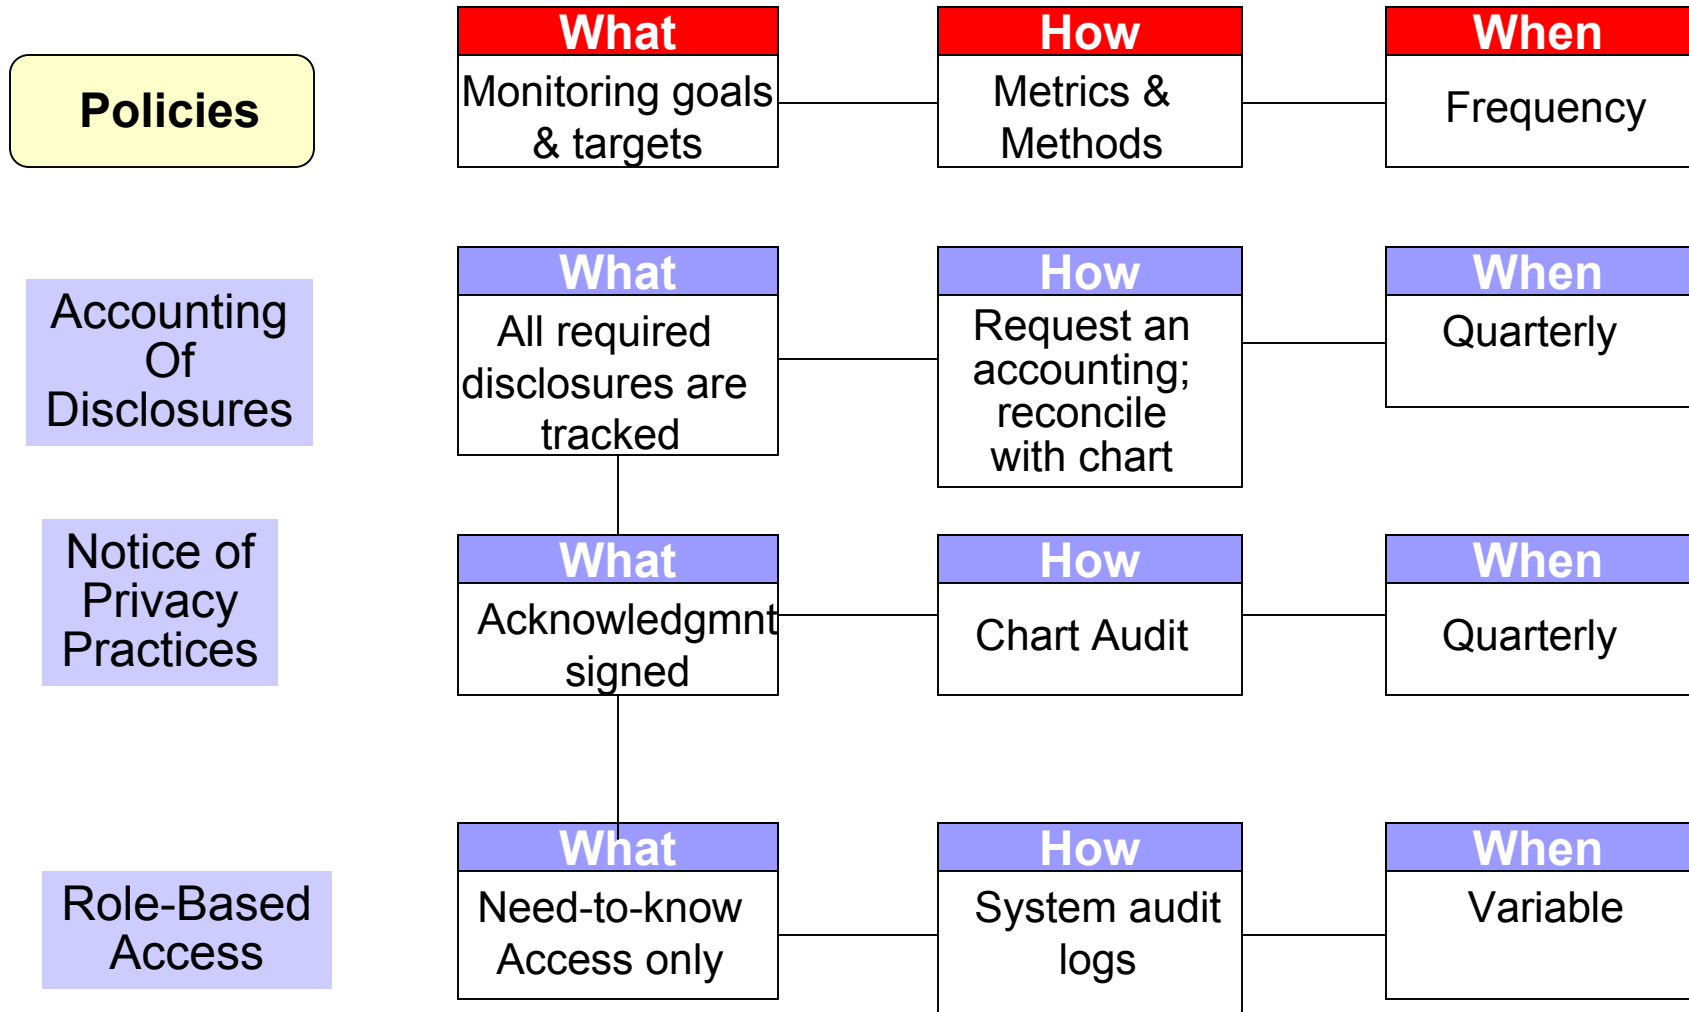 Policies
What
Monitoring goals
& targets
How
Metrics &
Methods
When
Frequency
Accounting
Of
Disclosures
What
All required
disclosures are
tracked
How
Request an
accounting;
reconcile
with chart
When
Quarterly
Notice of
Privacy
Practices
What
Acknowledgmnt
signed
How
Chart Audit
When
Quarterly
Role-Based
Access
What
Need-to-know
Access only
How
System audit
logs
When
Variable